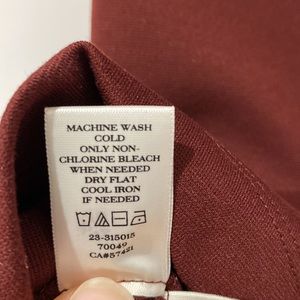 MACHINE WASH
COLD
ONLY NON-
CHLORINE BLEACH
WHEN NEEDED
DRY FLAT
COOL IRON
IF NEEDED
23-315015
70049
CA#57421